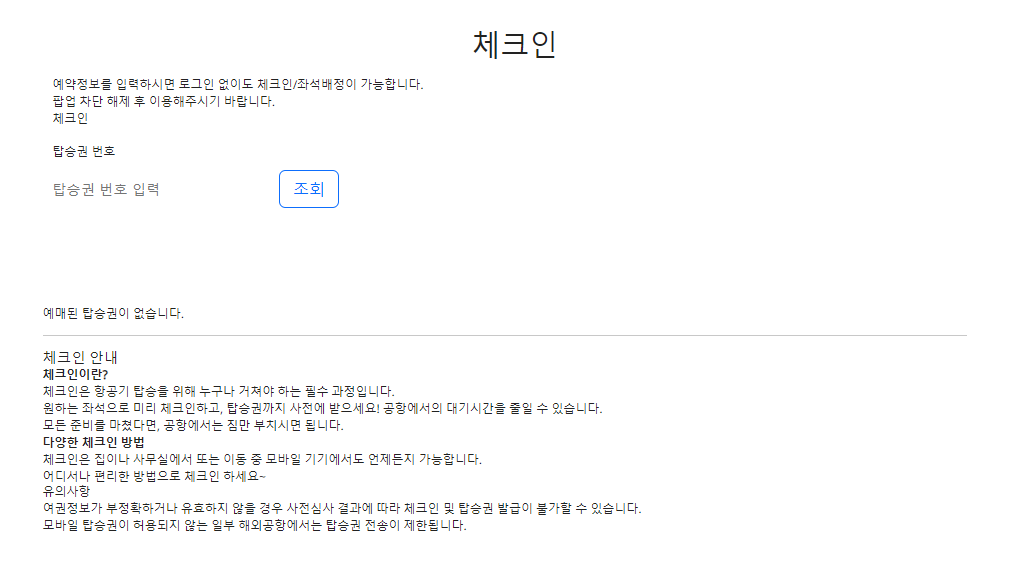 체크인
예약정보를 입력하시면 로그인 없이도 체크인/좌석배정이 가능합니다.
팝업 차단 해제 후 이용해주시기 바랍니다.
체크인
탑승권 번호
탑승권 번호 입력
조회
예매된 탑승권이 없습니다.
체크인 안내
체크인이란?
체크인은 항공기 탑승을 위해 누구나 거쳐야 하는 필수 과정입니다.
원하는 좌석으로 미리 체크인하고, 탑승권까지 사전에 받으세요! 공항에서의 대기시간을 줄일 수 있습니다.
모든 준비를 마쳤다면, 공항에서는 짐만 부치시면 됩니다.
다양한 체크인 방법
체크인은 집이나 사무실에서 또는 이동 중 모바일 기기에서도 언제든지 가능합니다.
어디서나 편리한 방법으로 체크인 하세요~
유의사항
여권정보가 부정확하거나 유효하지 않을 경우 사전심사 결과에 따라 체크인 및 탑승권 발급이 불가할 수 있습니다.
모바일 탑승권이 허용되지 않는 일부 해외공항에서는 탑승권 전송이 제한됩니다.